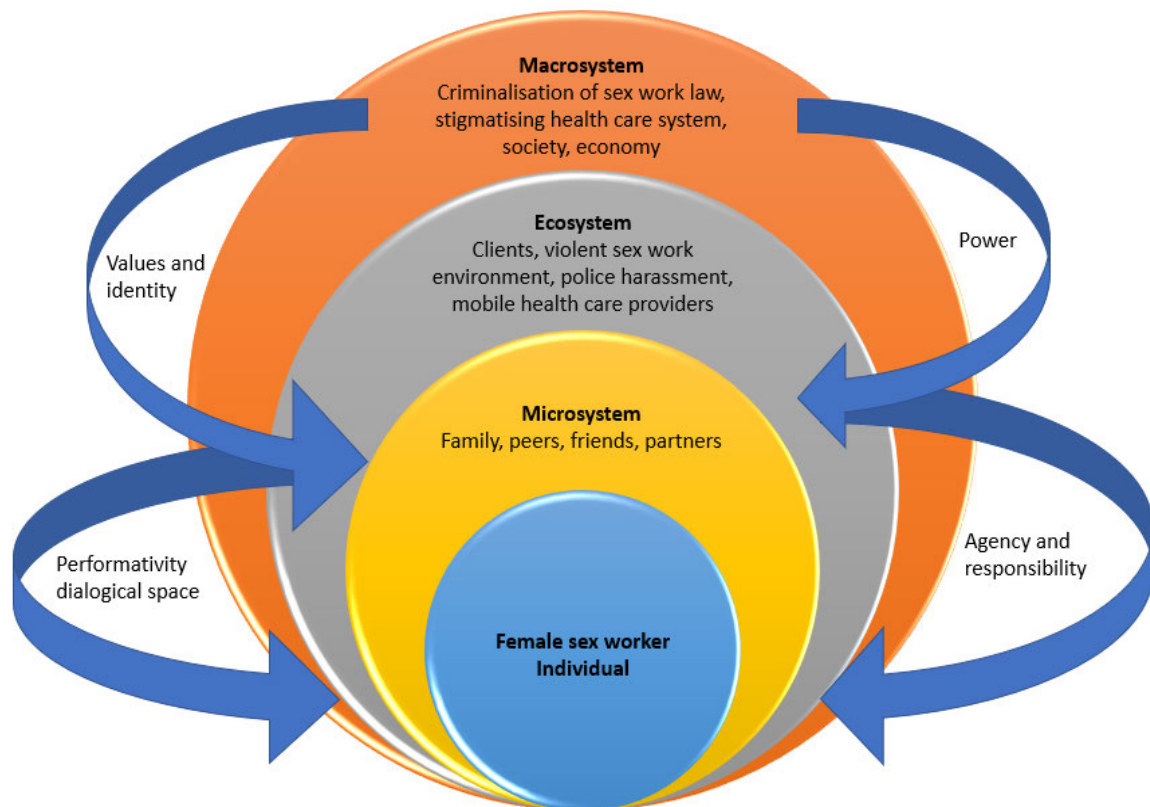 Macrosystem
Criminalisation of sex work law,
stigmatising health care system,
society, economy
Ecosystem
Clients, violent sex work
environment, police harassment,
mobile health care providers
Values and
identity
Power
Microsystem
Family, peers, friends, partners
Performativity
dialogical space
Agency and
responsibility
Female sex worker
Individual